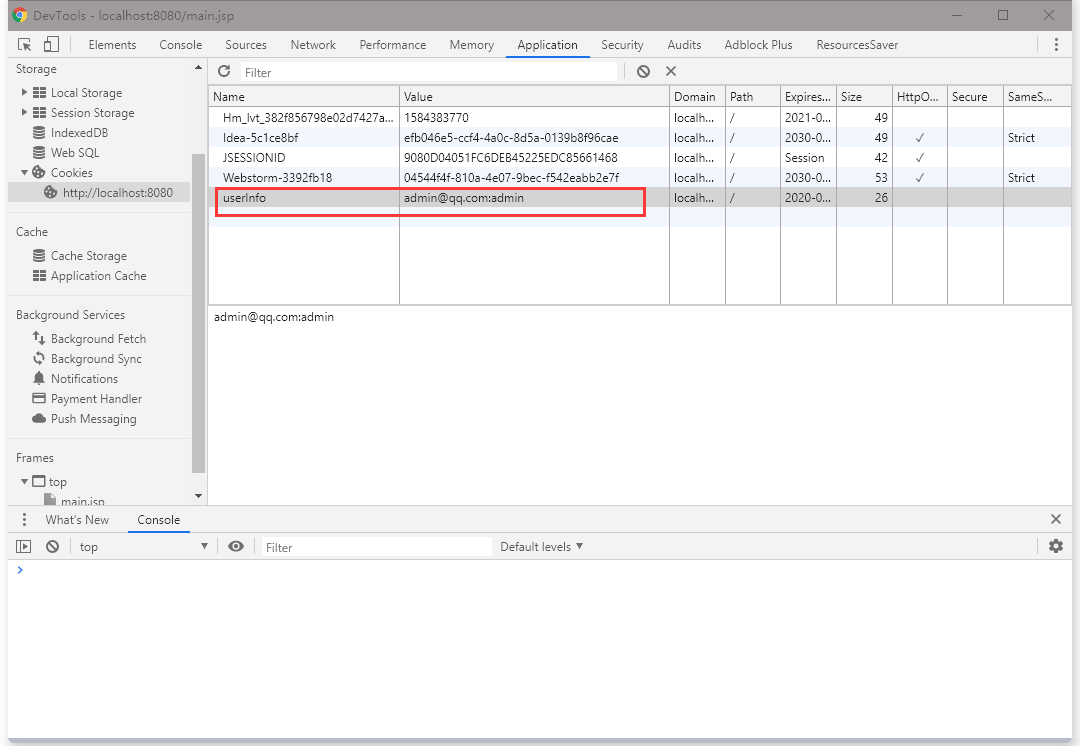 DevTools - localhost:8080/main.jsp
Elements Console Sources Network Performance Memory Application Security Audits Adblock Plus ResourcesSaver
Storage
Local Storage
Session Storage
IndexedDB
Web SQL
Cookies
http://localhost:8080
Cache
Cache Storage
Application Cache
Background Services
Background Fetch
Background Sync
Notifications
Payment Handler
Push Messaging
Frames
top
main.jsp
Filter
Name Value Domain Path Expires... Size HttpO... Secure SameS...
Hm_lvt_382f856798e02d7427a... 1584383770 localh... / 2021-0... 49
Idea-5c1ce8bf efb046e5-ccf4-4a0c-8d5a-0139b8f96cae localh... / 2030-0... 49 ✓ Strict
JSESSIONID 9080D04051FC6DEB45225EDC85661468 localh... / Session 42 ✓
Webstorm-3392fb18 04544f4f-810a-4e07-9bec-f542eabb2e7f localh... / 2030-0... 53 ✓ Strict
userInfo admin@qq.com:admin localh... / 2020-0... 26
admin@qq.com:admin
What's New Console
top Filter Default levels